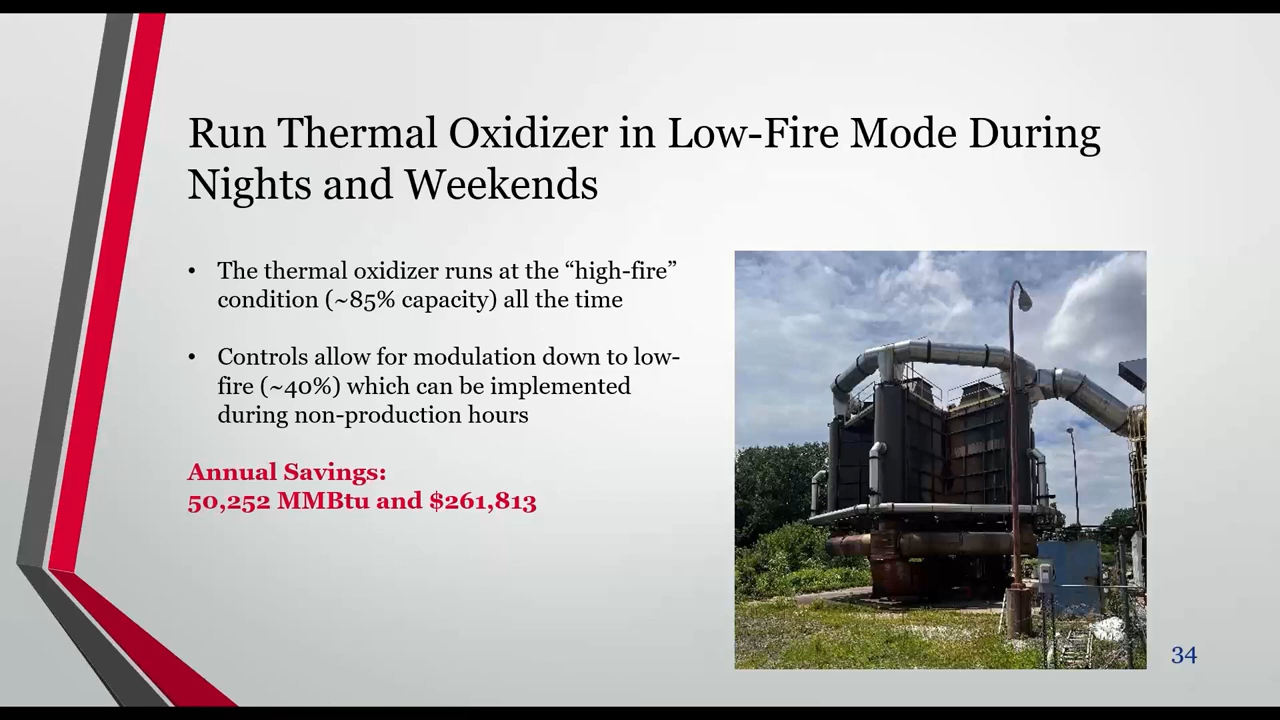 Run Thermal Oxidizer in Low-Fire Mode During
Nights and Weekends
• The thermal oxidizer runs at the “high-fire”
condition (~85% capacity) all the time
• Controls allow for modulation down to low-
fire (~40%) which can be implemented
during non-production hours
Annual Savings:
50,252 MMBtu and $261,813
34